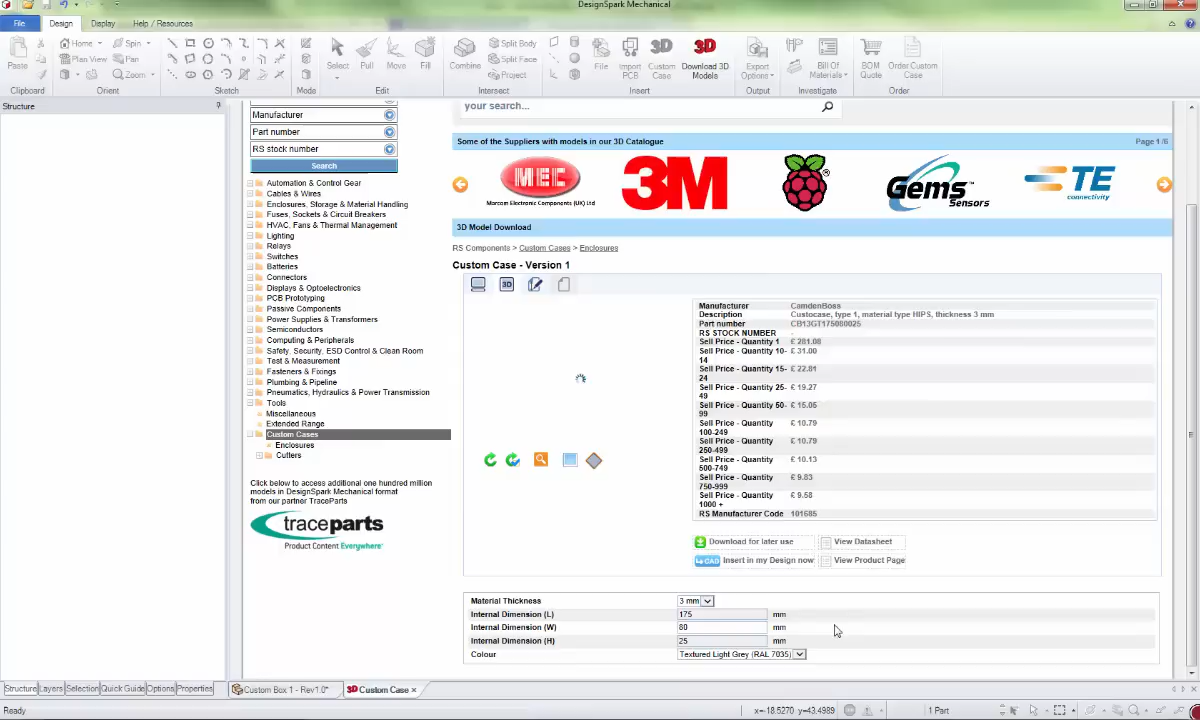 DesignSpark Mechanical
File Design Display Help / Resources
Paste
Clipboard
Home Spin
Plan View Pan
Zoom
Orient
Sketch
Mode
Select Pull Move Fill
Edit
Combine
Split Body
Split Face
Project
Intersect
File Import PCB Custom Case Download 3D Models
Insert
Export Options
Output
Bill Of Materials
Investigate
BOM Quote Order Custom Case
Order
Structure
Manufacturer
Part number
RS stock number
Search
Automation & Control Gear
Cables & Wires
Enclosures, Storage & Material Handling
Fuses, Sockets & Circuit Breakers
HVAC, Fans & Thermal Management
Lighting
Relays
Switches
Batteries
Connectors
Displays & Optoelectronics
PCB Prototyping
Passive Components
Power Supplies & Transformers
Semiconductors
Computing & Peripherals
Safety, Security, ESD Control & Clean Room
Test & Measurement
Fasteners & Fixings
Plumbing & Pipeline
Pneumatics, Hydraulics & Power Transmission
Tools
Miscellaneous
Extended Range
Custom Cases
Enclosures
Cutters
Click below to access additional one hundred million
models in DesignSpark Mechanical format
from our partner TraceParts
traceparts
Product Content Everywhere
your search...
Some of the Suppliers with models in our 3D Catalogue Page 1/6
MEC
Marcom Electronic Components (UK) Ltd
3M
Gems
Sensors
TE
connectivity
3D Model Download
RS Components > Custom Cases > Enclosures
Custom Case - Version 1
3D
Manufacturer CamdenBoss
Description Custocase, type 1, material type HIPS, thickness 3 mm
Part number CB13GT175080025
RS STOCK NUMBER -
Sell Price - Quantity 1 £ 281.08
Sell Price - Quantity 10-14 £ 31.00
Sell Price - Quantity 15-24 £ 22.81
Sell Price - Quantity 25-49 £ 19.27
Sell Price - Quantity 50-99 £ 15.05
Sell Price - Quantity 100-249 £ 10.79
Sell Price - Quantity 250-499 £ 10.79
Sell Price - Quantity 500-749 £ 10.13
Sell Price - Quantity 750-999 £ 9.83
Sell Price - Quantity 1000 + £ 9.58
RS Manufacturer Code 101685
Download for later use View Datasheet
CAD Insert in my Design now View Product Page
Material Thickness 3 mm
Internal Dimension (L) 175 mm
Internal Dimension (W) 80 mm
Internal Dimension (H) 25 mm
Colour Textured Light Grey (RAL 7035)
Structure Layers Selection Quick Guide Options Properties
Custom Box 1 - Rev1.0* 3D Custom Case ×
Ready x=-18.5270 y=43.4989 1 Part